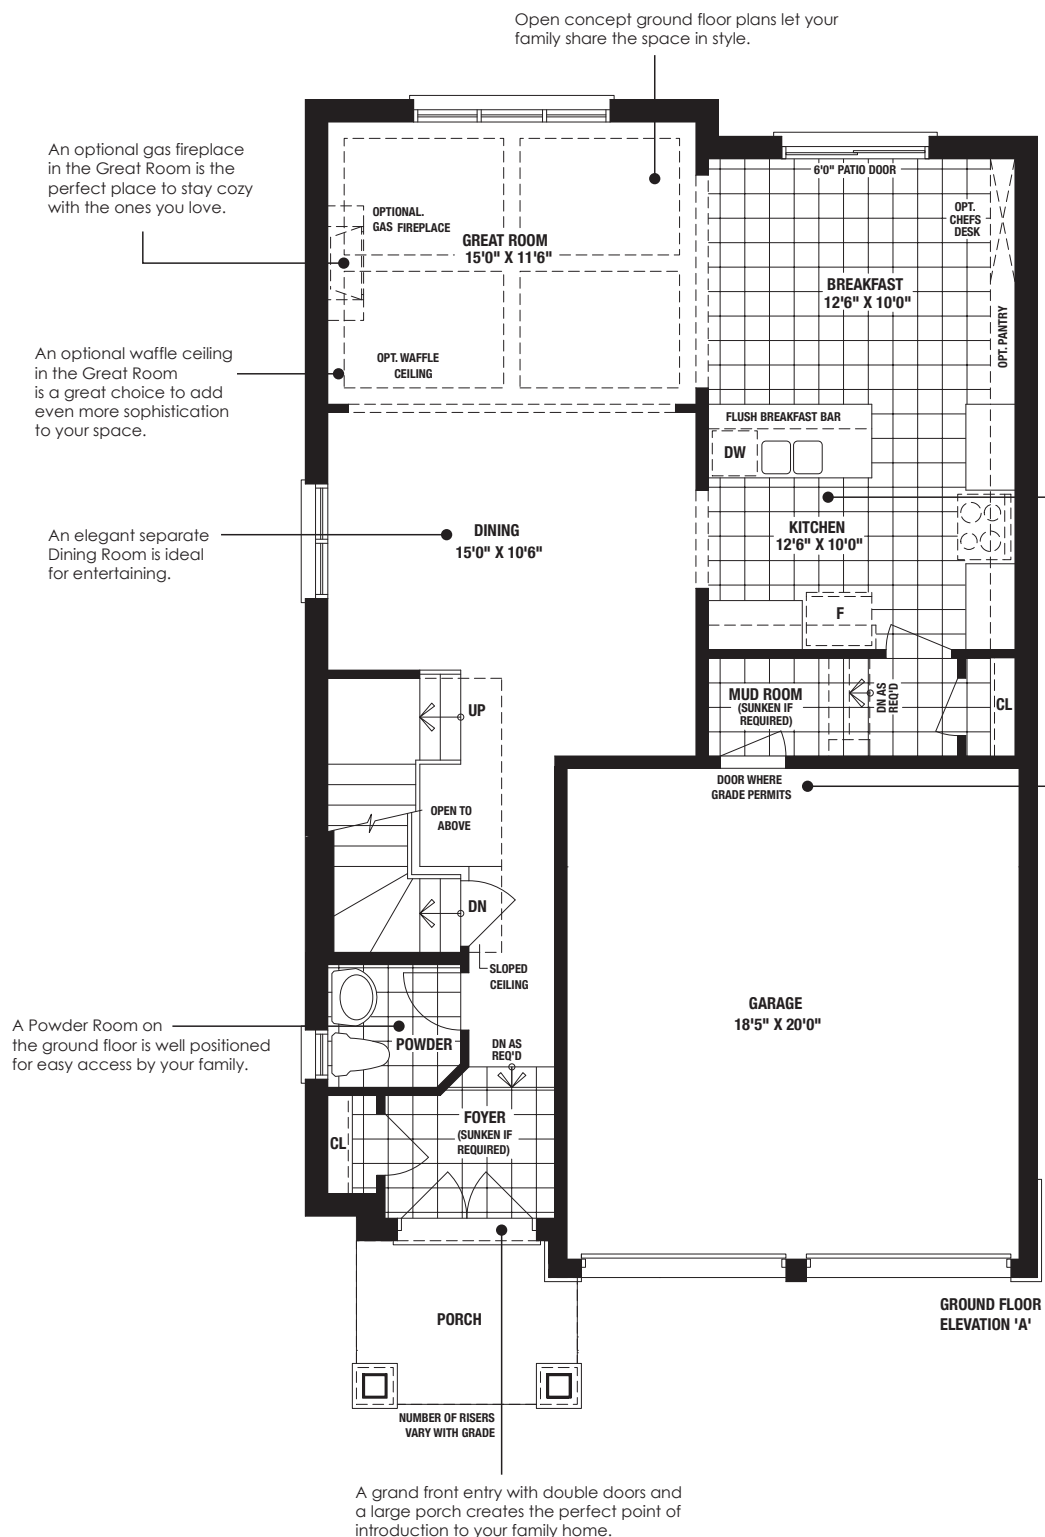 Open concept ground floor plans let your
family share the space in style.
An optional gas fireplace
in the Great Room is the
perfect place to stay cozy
with the ones you love.
6'0" PATIO DOOR
OPT.
CHEFS
DESK
OPTIONAL.
GAS FIREPLACE
GREAT ROOM
15'0" X 11'6"
BREAKFAST
12'6" X 10'0"
OPT. PANTRY
An optional waffle ceiling
in the Great Room
is a great choice to add
even more sophistication
to your space.
OPT. WAFFLE
CEILING
FLUSH BREAKFAST BAR
DW
An elegant separate
Dining Room is ideal
for entertaining.
DINING
15'0" X 10'6"
KITCHEN
12'6" X 10'0"
F
UP
MUD ROOM
(SUNKEN IF
REQUIRED)
DN AS
REQ'D
CL
DOOR WHERE
GRADE PERMITS
OPEN TO
ABOVE
DN
SLOPED
CEILING
GARAGE
18'5" X 20'0"
A Powder Room on
the ground floor is well positioned
for easy access by your family.
POWDER
DN AS
REQ'D
FOYER
(SUNKEN IF
REQUIRED)
CL
PORCH
GROUND FLOOR
ELEVATION 'A'
NUMBER OF RISERS
VARY WITH GRADE
A grand front entry with double doors and
a large porch creates the perfect point of
introduction to your family home.